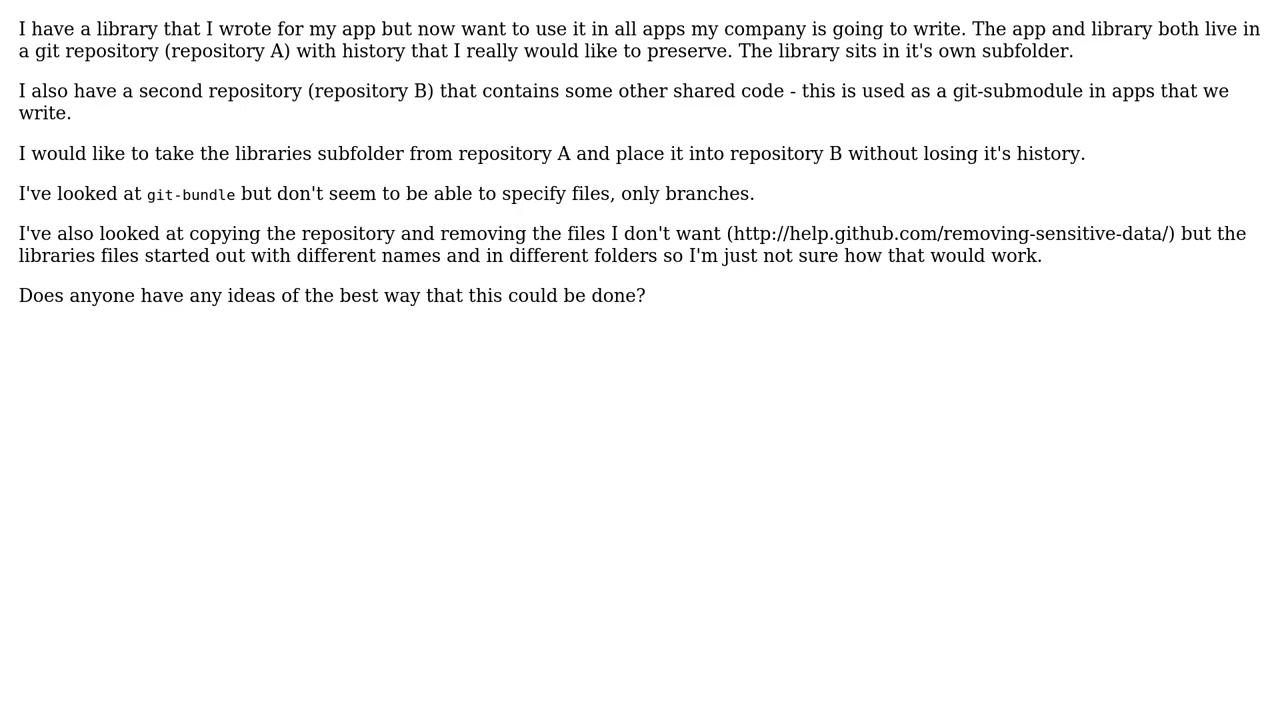 I have a library that I wrote for my app but now want to use it in all apps my company is going to write. The app and library both live in
a git repository (repository A) with history that I really would like to preserve. The library sits in it's own subfolder.
I also have a second repository (repository B) that contains some other shared code - this is used as a git-submodule in apps that we
write.
I would like to take the libraries subfolder from repository A and place it into repository B without losing it's history.
I've looked at git-bundle but don't seem to be able to specify files, only branches.
I've also looked at copying the repository and removing the files I don't want (http://help.github.com/removing-sensitive-data/) but the
libraries files started out with different names and in different folders so I'm just not sure how that would work.
Does anyone have any ideas of the best way that this could be done?